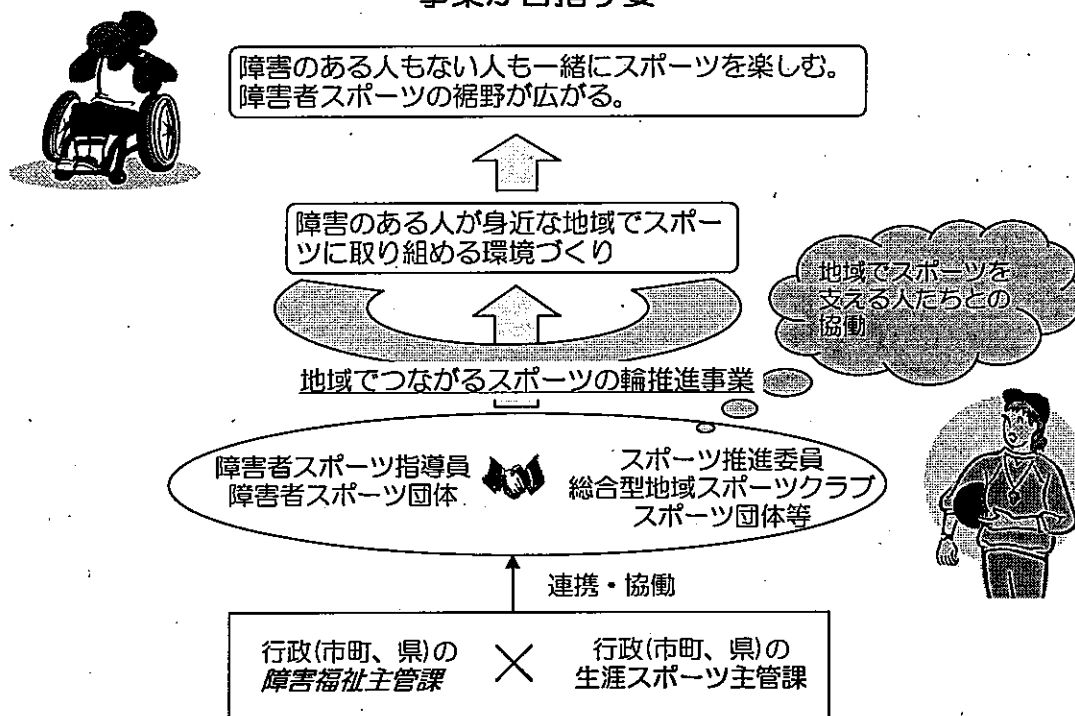 事業が目指す姿
障害のある人もない人も一緒にスポーツを楽しむ。
障害者スポーツの裾野が広がる。
障害のある人が身近な地域でスポー
ツに取り組める環境づくり
地域でスポーツを
支える人たちとの
協働
地域でつながるスポーツの輪推進事業
障害者スポーツ指導員
障害者スポーツ団体
スポーツ推進委員
総合型地域スポーツクラブ
スポーツ団体等
連携・協働
行政(市町、県)の
障害福祉主管課
×
行政(市町、県)の
生涯スポーツ主管課